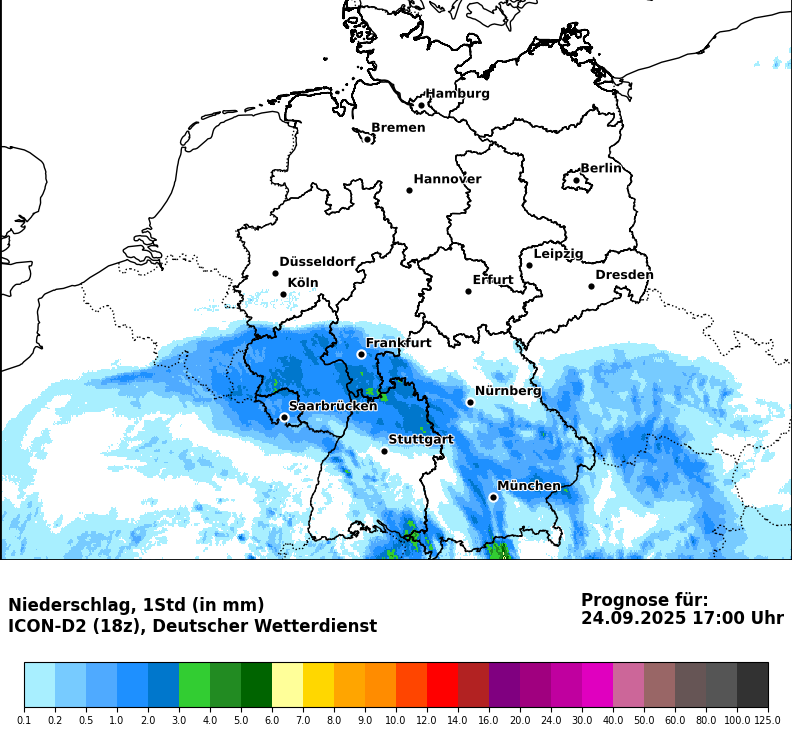 Hamburg
Bremen
Berlin
Hannover
Leipzig
Düsseldorf
Dresden
Köln
Erfurt
Frankfurt
Nürnberg
Saarbrücken
Stuttgart
München
Niederschlag, 1Std (in mm)
ICON-D2 (18z), Deutscher Wetterdienst
Prognose für:
24.09.2025 17:00 Uhr
0.1 0.2 0.5 1.0 2.0 3.0 4.0 5.0 6.0 7.0 8.0 9.0 10.0 12.0 14.0 16.0 20.0 24.0 30.0 40.0 50.0 60.0 80.0 100.0 125.0